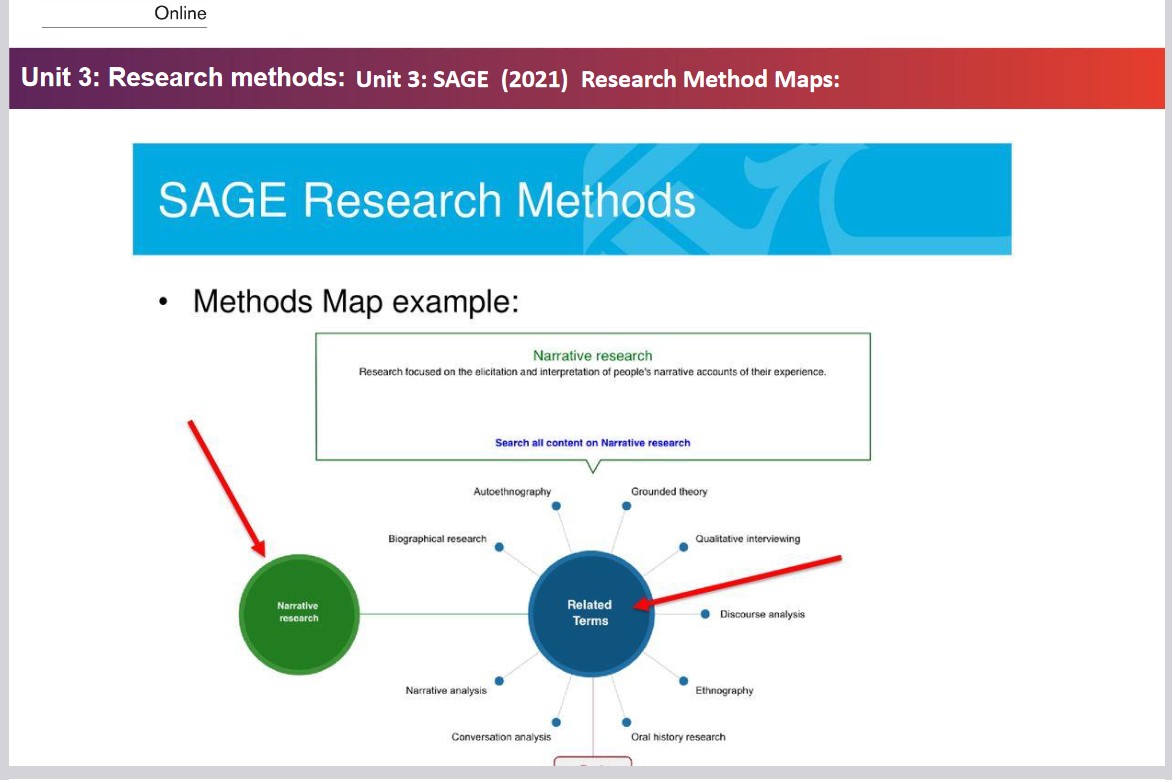 Online
Unit 3: Research methods: Unit 3: SAGE (2021) Research Method Maps:
SAGE Research Methods
• Methods Map example:
Narrative research
Research focused on the elicitation and interpretation of people's narrative accounts of their experience.
Search all content on Narrative research
Autoethnography
Grounded theory
Biographical research
Qualitative interviewing
Narrative
research
Related
Terms
Discourse analysis
Narrative analysis
Ethnography
Conversation analysis
Oral history research